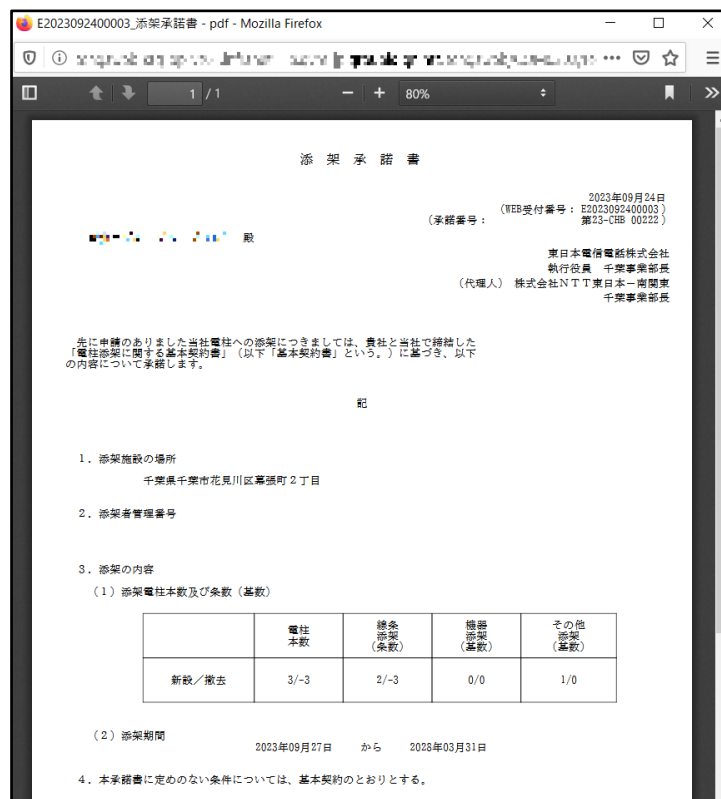 E2023092400003_添架承諾書 - pdf - Mozilla Firefox
1 / 1
80%
添 架 承 諾 書
2023年09月24日
(WEB受付番号: E2023092400003)
(承諾番号: 第23-CHB 00222)
殿
東日本電信電話株式会社
執行役員 千葉事業部長
(代理人) 株式会社NTT東日本-南関東
千葉事業部長
先に申請のありました当社電柱への添架につきましては、貴社と当社で締結した
「電柱添架に関する基本契約書」(以下「基本契約書」という。)に基づき、以下
の内容について承諾します。
記
1. 添架施設の場所
千葉県千葉市花見川区幕張町2丁目
2. 添架者管理番号
3. 添架の内容
(1)添架電柱本数及び条数(基数)
電柱
本数
線条
添架
(条数)
機器
添架
(基数)
その他
添架
(基数)
新設/撤去 3/-3 2/-3 0/0 1/0
(2)添架期間
2023年09月27日 から 2028年03月31日
4. 本承諾書に定めのない条件については、基本契約のとおりとする。